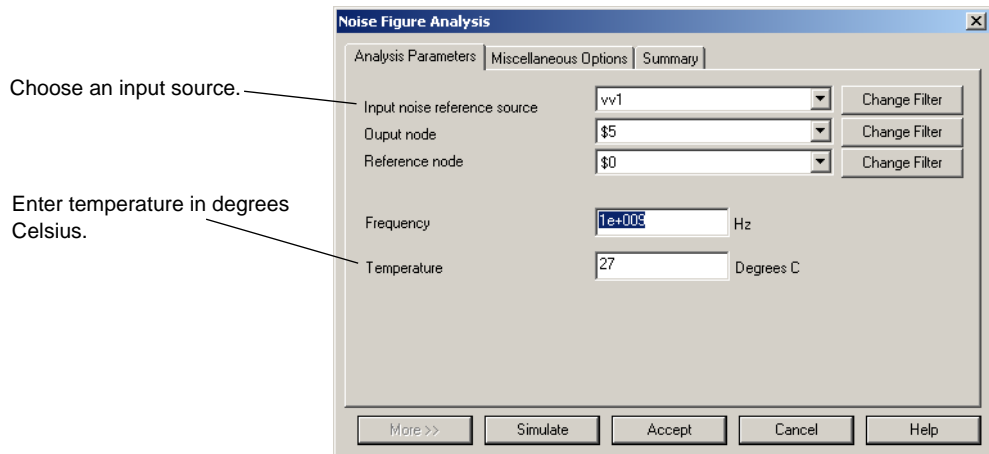 Noise Figure Analysis
Analysis Parameters Miscellaneous Options Summary
Choose an input source.
Input noise reference source vv1 Change Filter
Ouput node $5 Change Filter
Reference node $0 Change Filter
Enter temperature in degrees
Celsius.
Frequency 1e+009 Hz
Temperature 27 Degrees C
More >> Simulate Accept Cancel Help